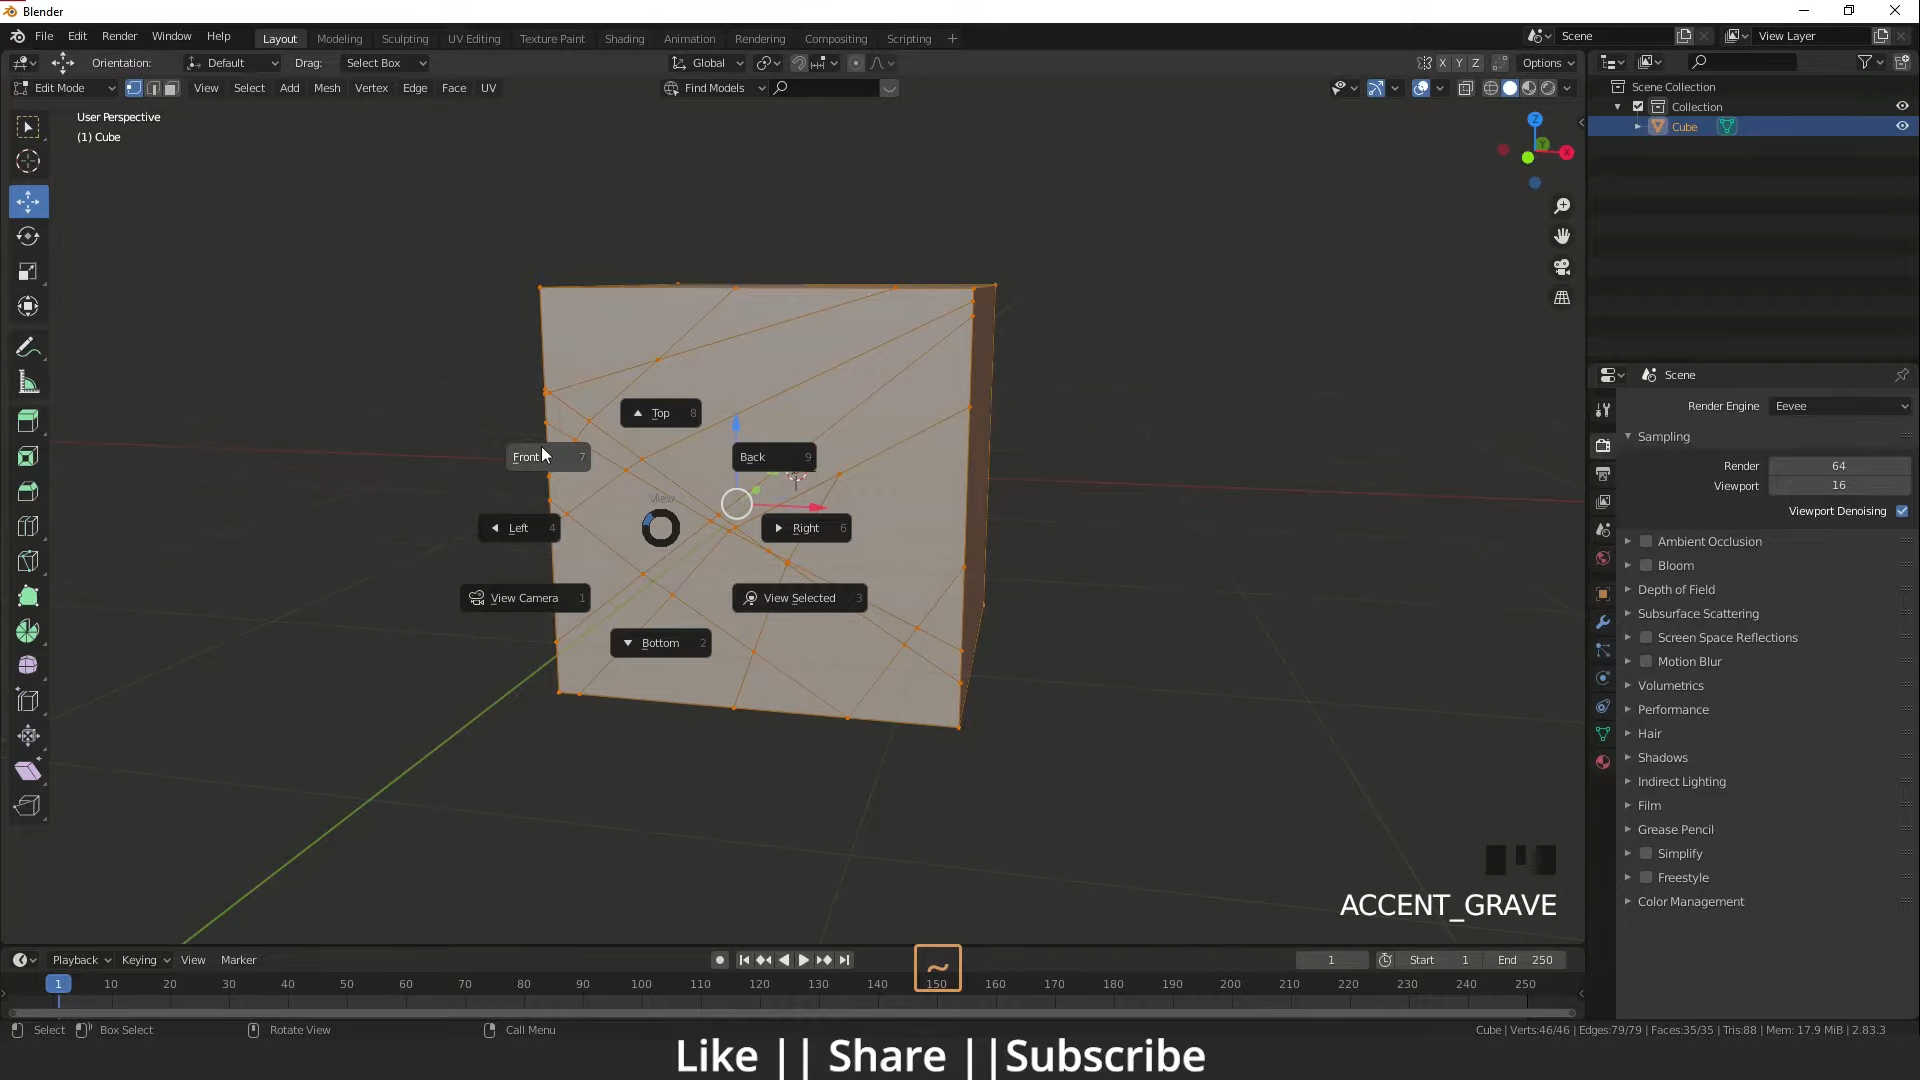 Blender
File Edit Render Window Help Layout Modeling Sculpting UV Editing Texture Paint Shading Animation Rendering Compositing Scripting + Scene View Layer
Orientation: Default Drag: Select Box Global X Y Z Options
Edit Mode View Select Add Mesh Vertex Edge Face UV Find Models
Scene Collection
Collection
Cube
User Perspective
(1) Cube
Z
Y
X
Top 8
Front 7
Back 9
View
Left 4
Right 6
View Camera 1
View Selected 3
Bottom 2
Scene
Render Engine Eevee
Sampling
Render 64
Viewport 16
Viewport Denoising
Ambient Occlusion
Bloom
Depth of Field
Subsurface Scattering
Screen Space Reflections
Motion Blur
Volumetrics
Performance
Hair
Shadows
Indirect Lighting
Film
Grease Pencil
Simplify
Freestyle
Color Management
ACCENT_GRAVE
~
Playback Keying View Marker 1 Start 1 End 250
1 10 20 30 40 50 60 70 80 90 100 110 120 130 140 150 160 170 180 190 200 210 220 230 240 250
Select Box Select Rotate View Call Menu Cube | Verts:46/46 | Edges:79/79 | Faces:35/35 | Tris:88 | Mem: 17.9 MiB | 2.83.3
Like || Share ||Subscribe